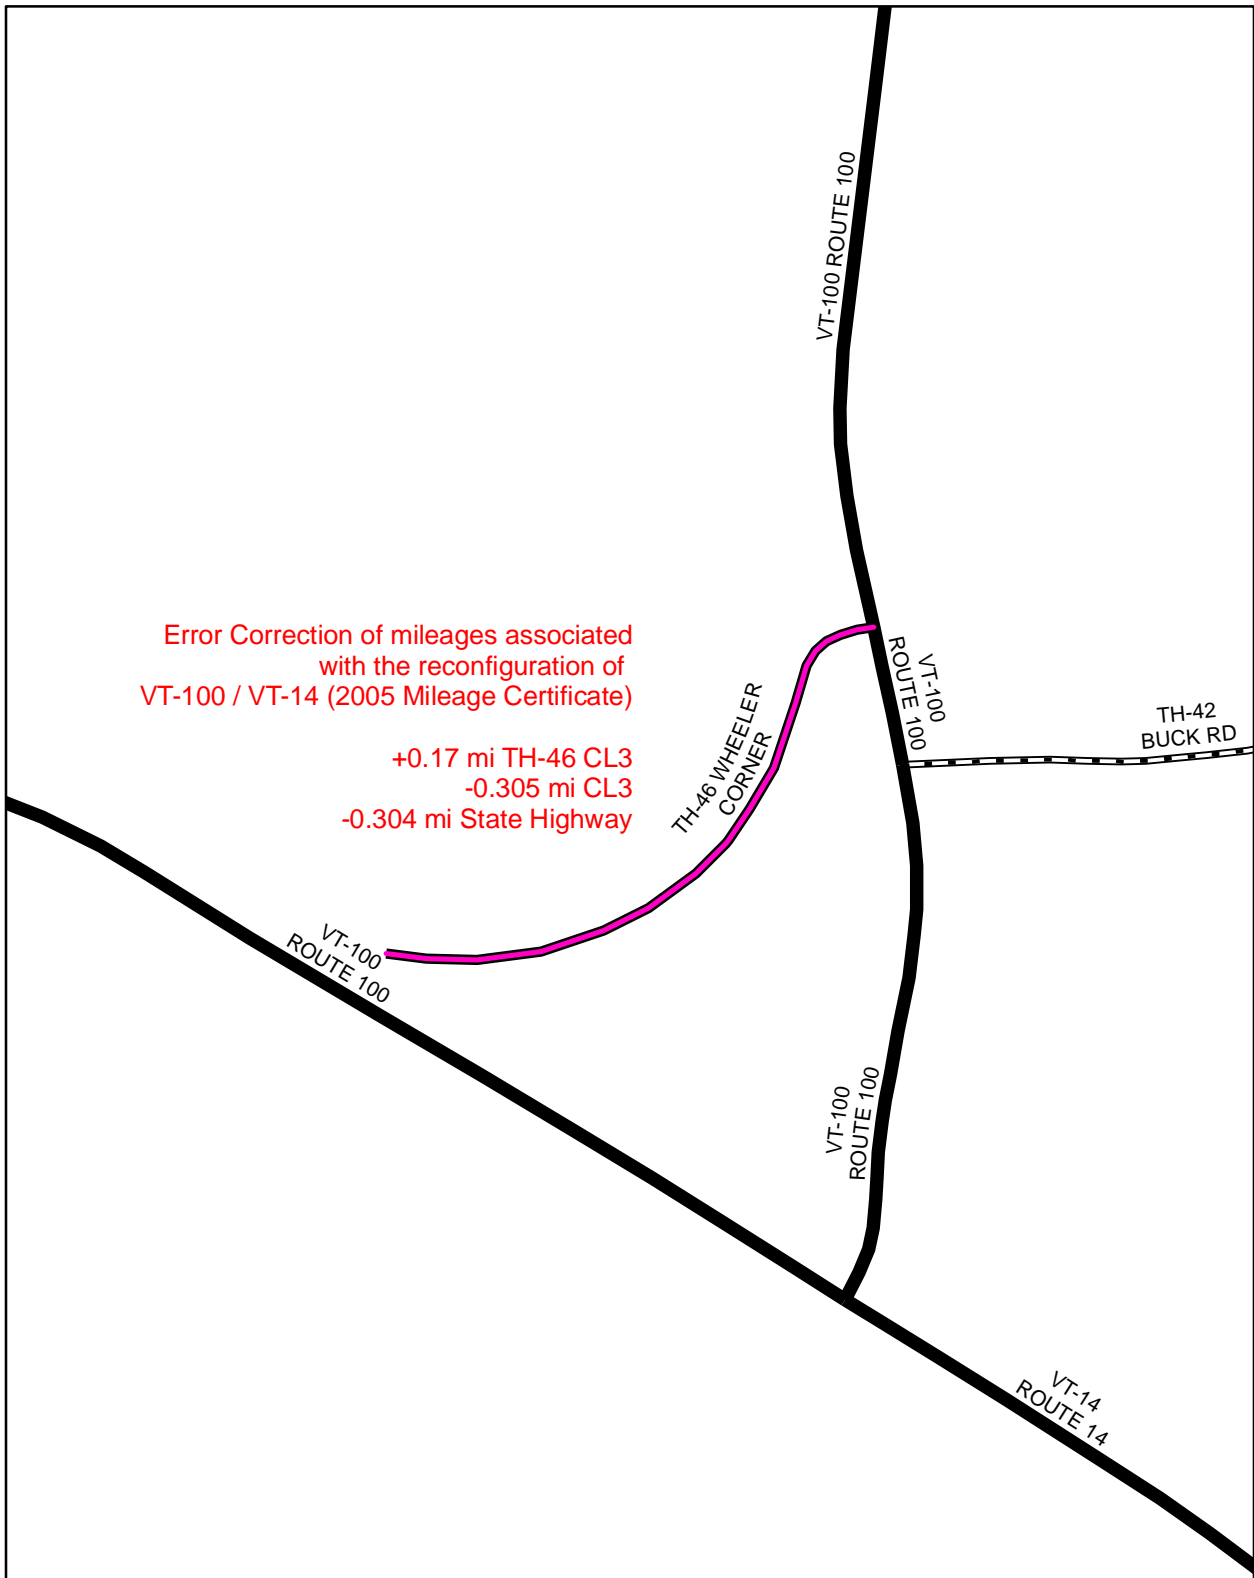 VT-100 ROUTE 100
Error Correction of mileages associated
with the reconfiguration of
VT-100 / VT-14 (2005 Mileage Certificate)
+0.17 mi TH-46 CL3
-0.305 mi CL3
-0.304 mi State Highway
TH-46 WHEELER
CORNER
VT-100
ROUTE 100
TH-42
BUCK RD
VT-100
ROUTE 100
VT-100
ROUTE 100
VT-14
ROUTE 14